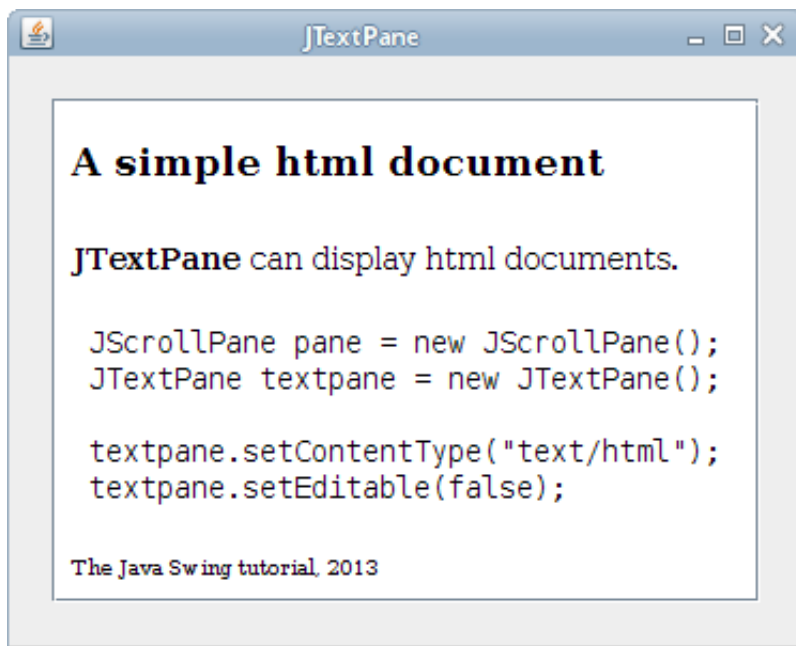 JTextPane
A simple html document
JTextPane can display html documents.
JScrollPane pane = new JScrollPane();
JTextPane textpane = new JTextPane();
textpane.setContentType("text/html");
textpane.setEditable(false);
The Java Swing tutorial, 2013